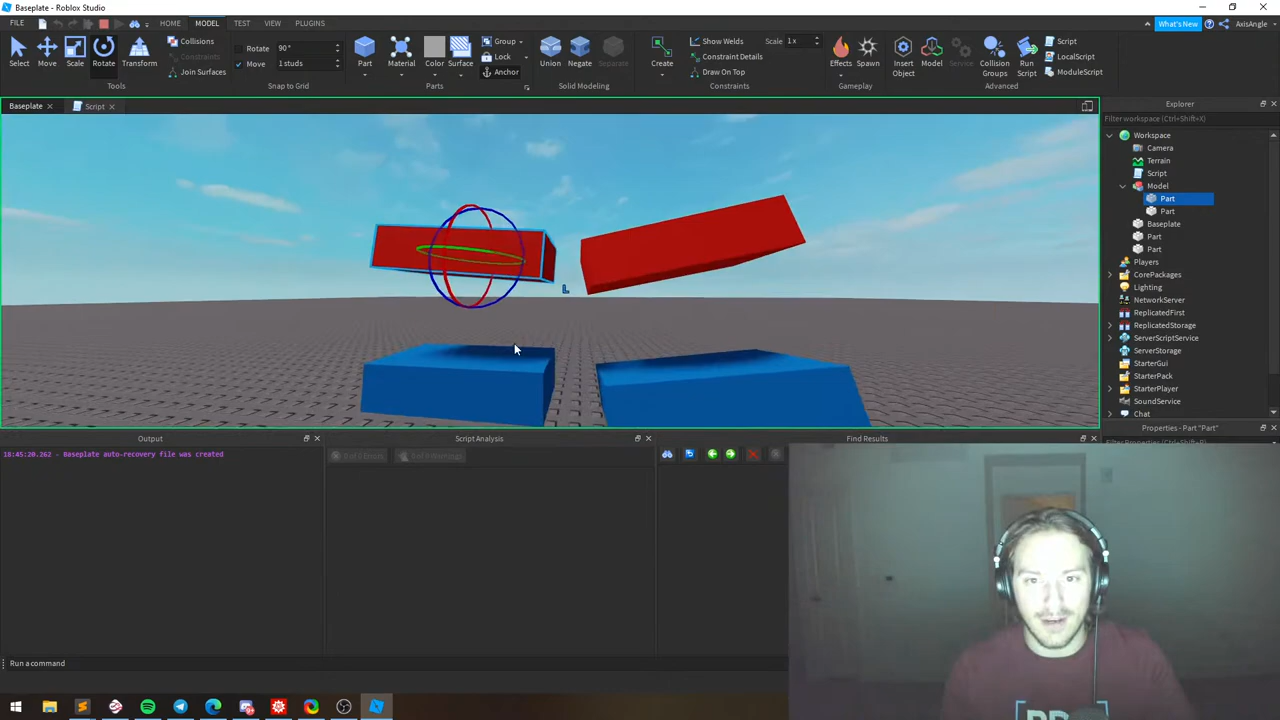 Baseplate - Roblox Studio
FILE
HOME
MODEL
TEST
VIEW
PLUGINS
What's New
AxisAngle
Select
Move
Scale
Rotate
Transform
Collisions
Constraints
Join Surfaces
Tools
Rotate
90°
Move
1 studs
Snap to Grid
Part
Material
Color
Surface
Group
Lock
Anchor
Parts
Union
Negate
Separate
Solid Modeling
Create
Show Welds
Scale 1 x
Constraint Details
Draw On Top
Constraints
Effects
Spawn
Gameplay
Insert
Object
Model
Service
Collision
Groups
Run
Script
Script
LocalScript
ModuleScript
Advanced
Baseplate
Script
L
Explorer
Filter workspace (Ctrl+Shift+X)
Workspace
Camera
Terrain
Script
Model
Part
Part
Baseplate
Part
Part
Players
CorePackages
Lighting
NetworkServer
ReplicatedFirst
ReplicatedStorage
ServerScriptService
ServerStorage
StarterGui
StarterPack
StarterPlayer
SoundService
Chat
Properties - Part "Part"
Output
Script Analysis
Find Results
18:45:20.262 - Baseplate auto-recovery file was created
Run a command